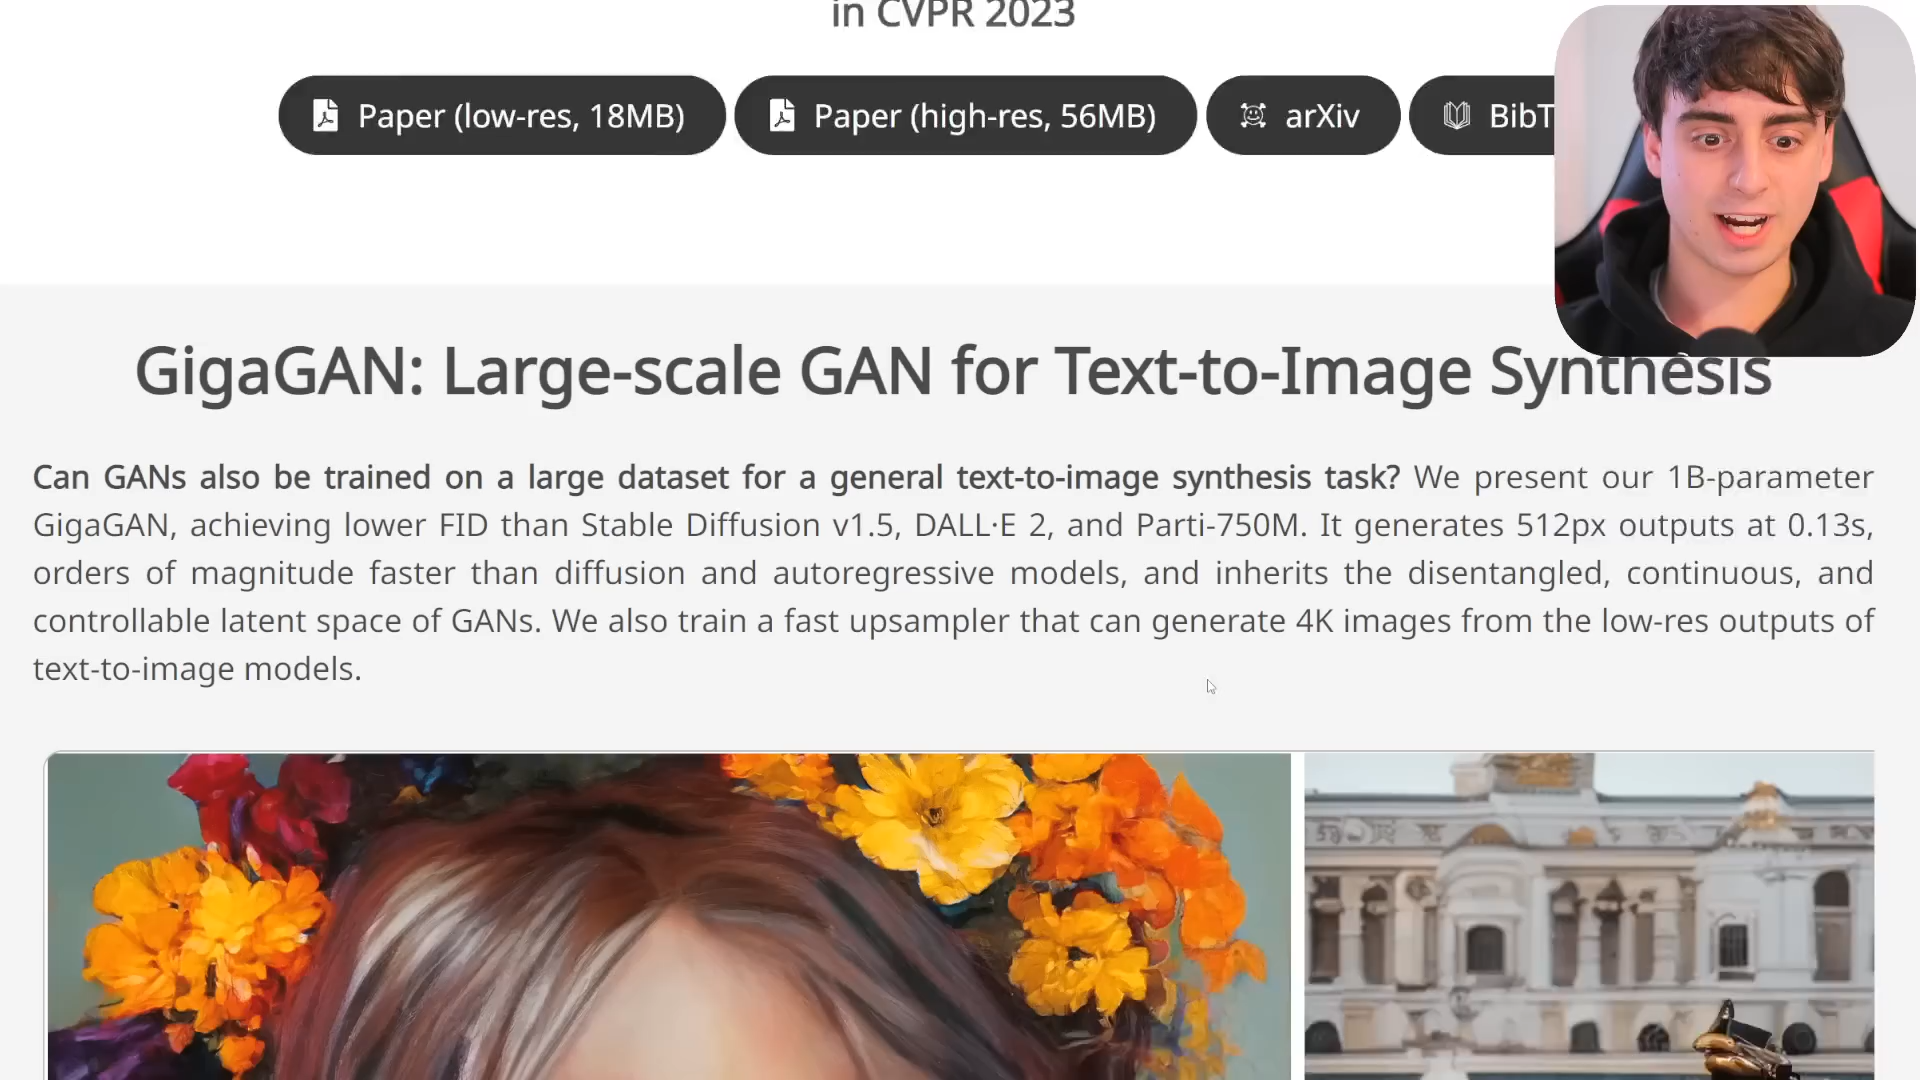 in CVPR 2023
Paper (low-res, 18MB) Paper (high-res, 56MB) arXiv BibT
GigaGAN: Large-scale GAN for Text-to-Image Synthesis
Can GANs also be trained on a large dataset for a general text-to-image synthesis task? We present our 1B-parameter
GigaGAN, achieving lower FID than Stable Diffusion v1.5, DALL·E 2, and Parti-750M. It generates 512px outputs at 0.13s,
orders of magnitude faster than diffusion and autoregressive models, and inherits the disentangled, continuous, and
controllable latent space of GANs. We also train a fast upsampler that can generate 4K images from the low-res outputs of
text-to-image models.